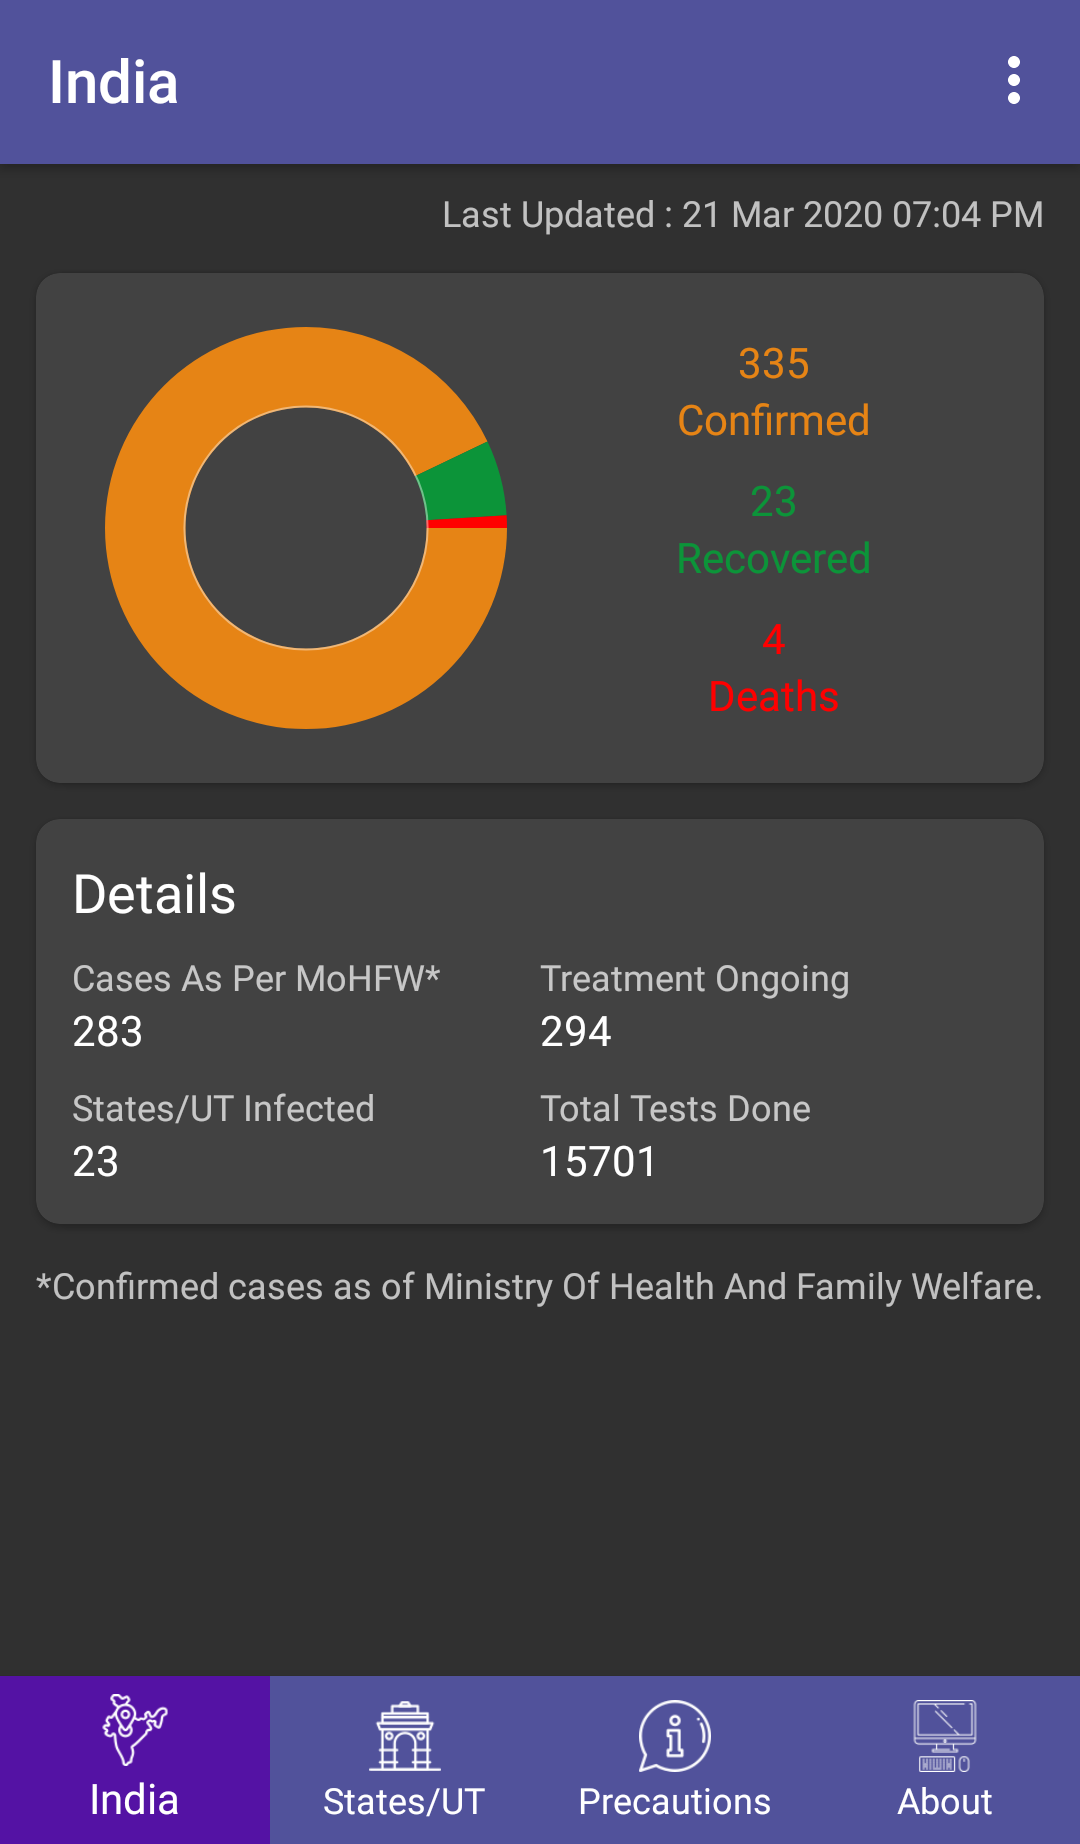 India
Last Updated : 21 Mar 2020 07:04 PM
335
Confirmed
23
Recovered
4
Deaths
Details
Cases As Per MoHFW*
283
Treatment Ongoing
294
States/UT Infected
23
Total Tests Done
15701
*Confirmed cases as of Ministry Of Health And Family Welfare.
India
States/UT
Precautions
About